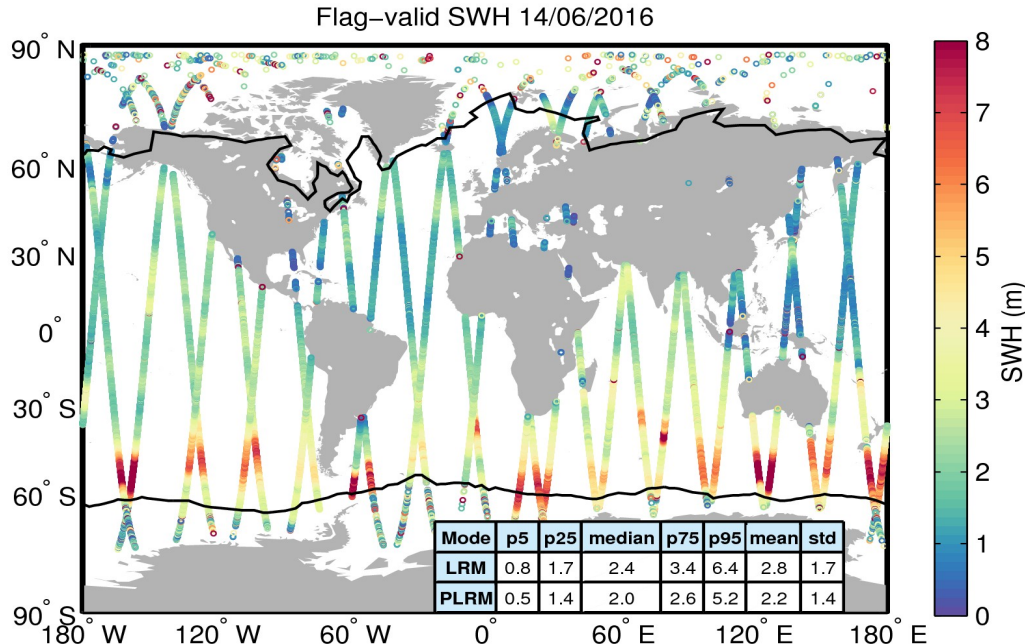 Flag−valid SWH 14/06/2016
90° N
60° N
30° N
0°
30° S
60° S
90° S
180° W
120° W
60° W
0°
60° E
120° E
180° E
8
7
6
5
4
3
2
1
0
SWH (m)
Mode p5 p25 median p75 p95 mean std
LRM 0.8 1.7 2.4 3.4 6.4 2.8 1.7
PLRM 0.5 1.4 2.0 2.6 5.2 2.2 1.4